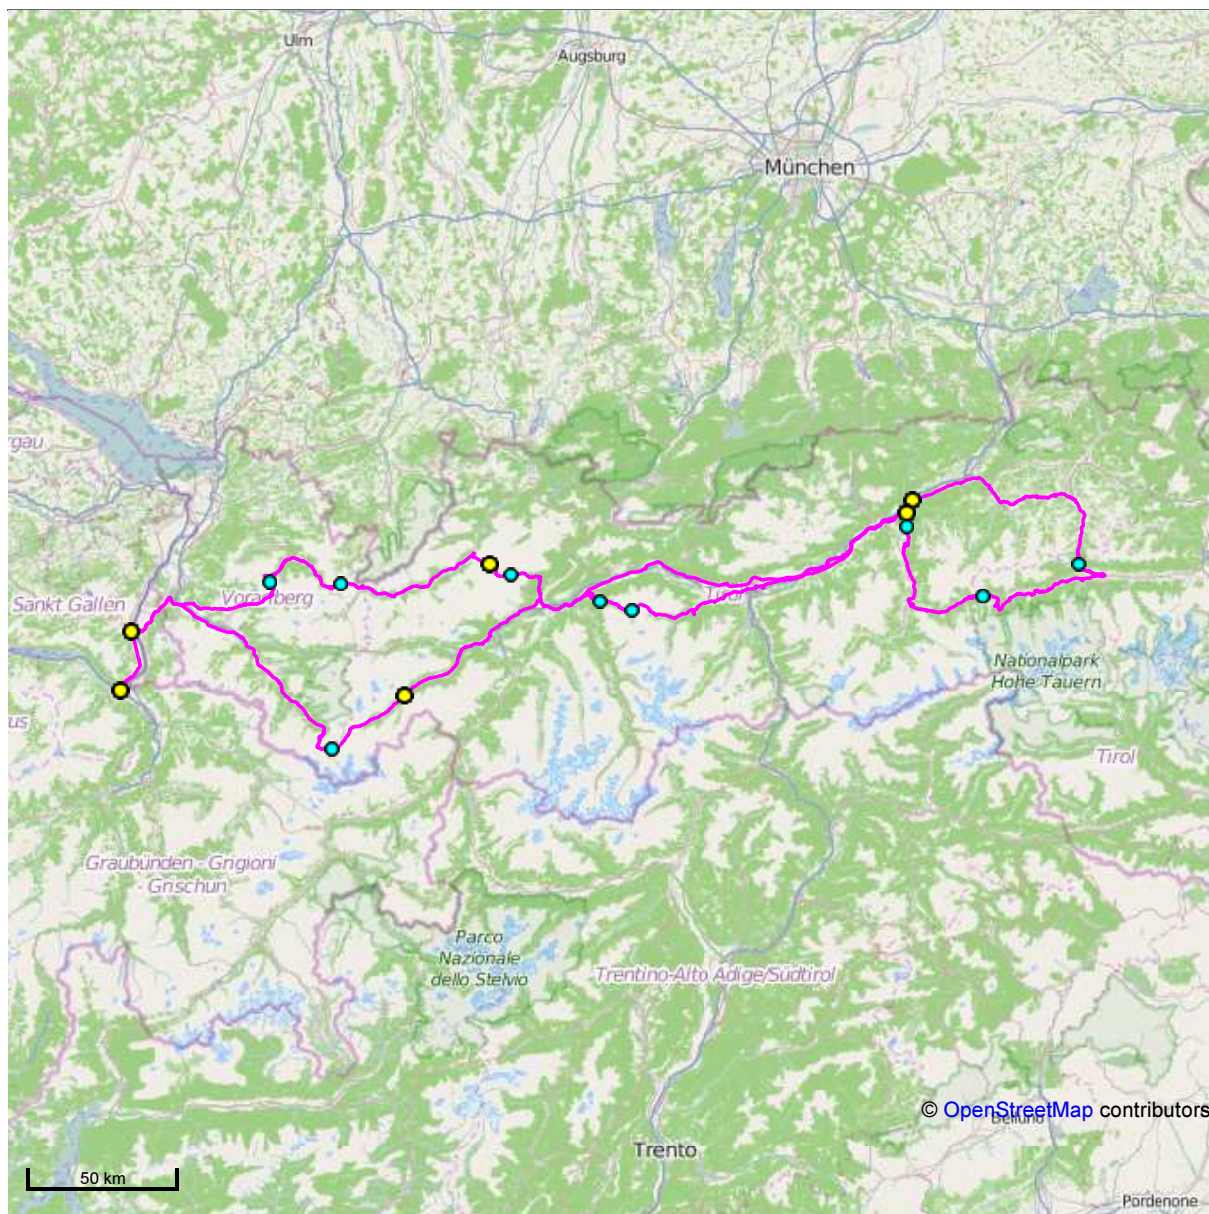 Ulm
Augsburg
München
rgau
Sankt Gallen
Vorarlberg
Tirol
Nationalpark
Hohe Tauern
us
Tirol
Graubünden - Grigioni
- Grischun
Parco
Nazionale
dello Stelvio
Trentino-Alto Adige/Südtirol
© OpenStreetMap contributors
Belluno
Trento
50 km
Pordenone